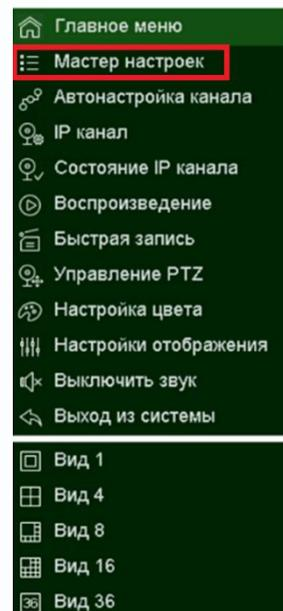 Главное меню
Мастер настроек
Автонастройка канала
IP канал
Состояние IP канала
Воспроизведение
Быстрая запись
Управление PTZ
Настройка цвета
Настройки отображения
Выключить звук
Выход из системы
Вид 1
Вид 4
Вид 8
Вид 16
36 Вид 36